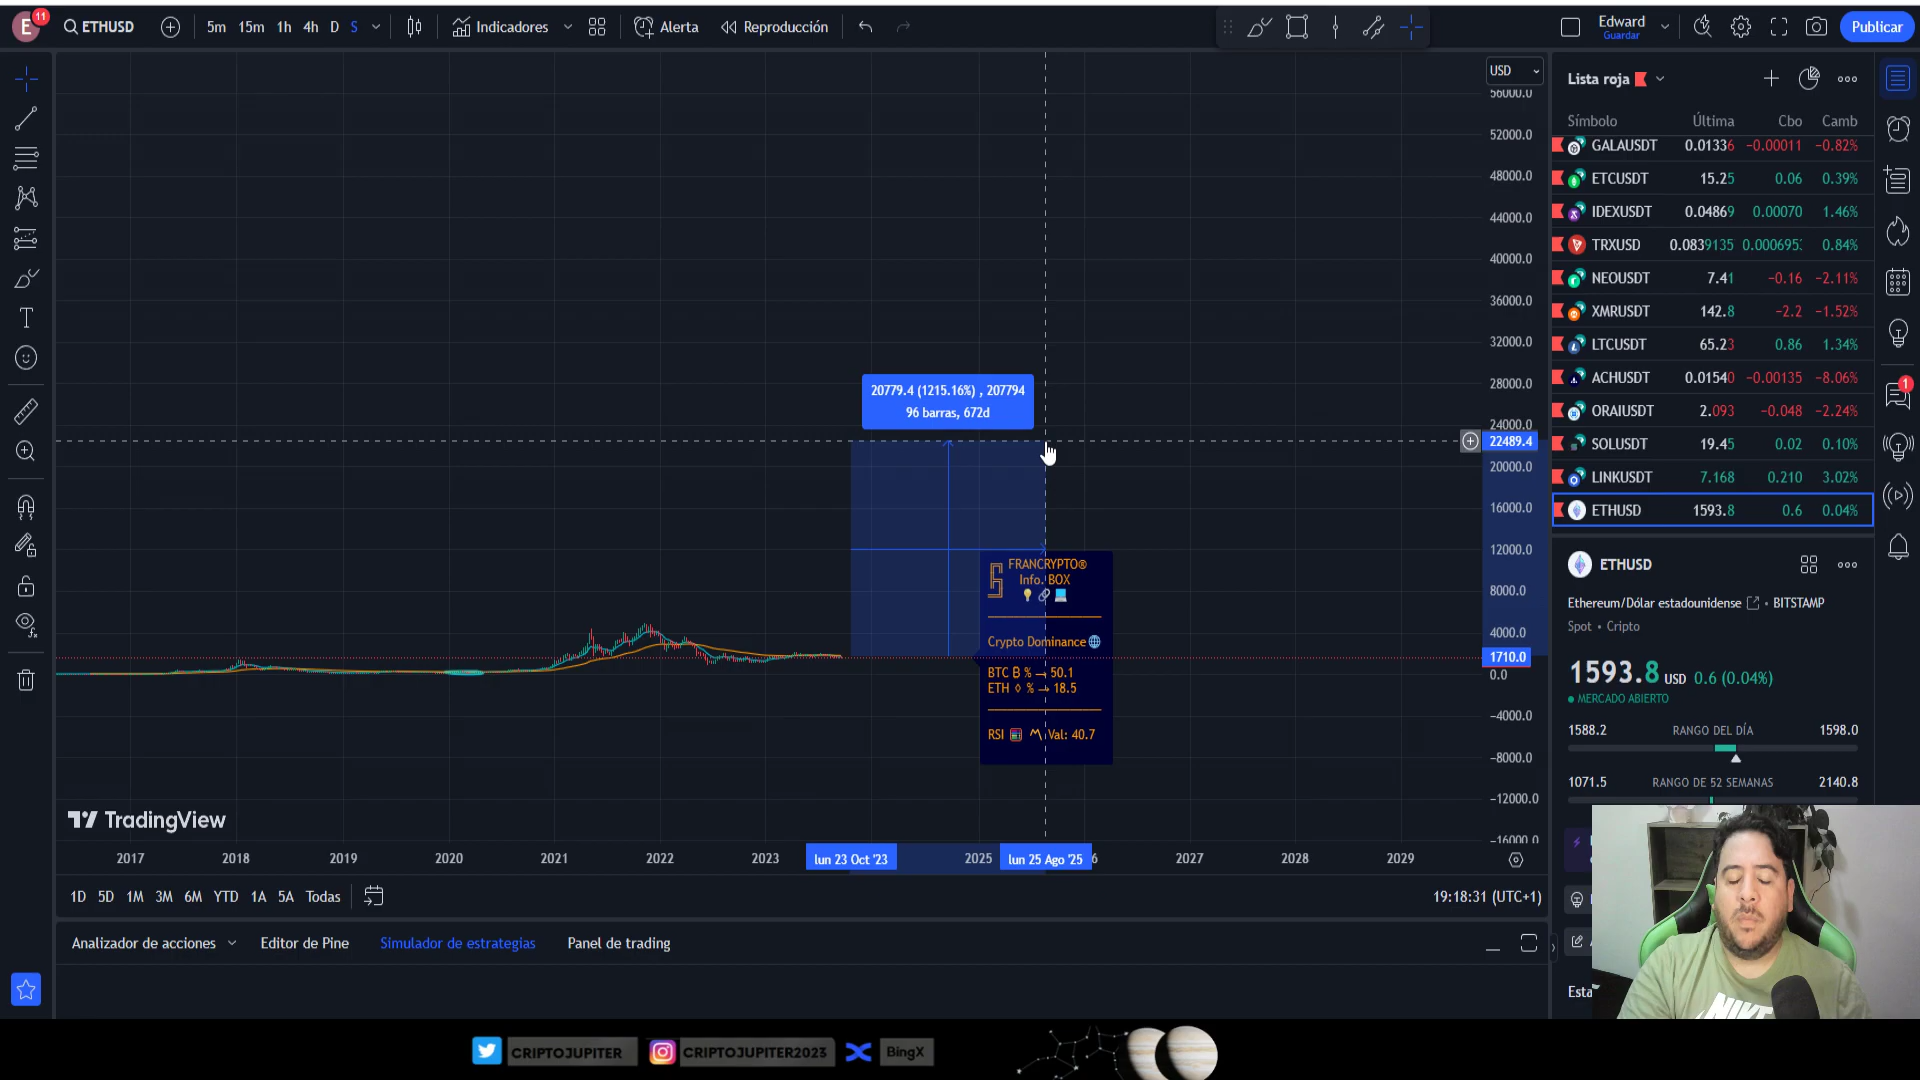 E 11 ETHUSD 5m 15m 1h 4h D S Indicadores Alerta Reproducción Edward Guardar Publicar
USD
56000.0
52000.0
48000.0
44000.0
40000.0
36000.0
32000.0
28000.0
24000.0
22489.4
20000.0
16000.0
12000.0
8000.0
4000.0
1710.0
0.0
−4000.0
−8000.0
−12000.0
−16000.0
20779.4 (1215.16%) , 207794
96 barras, 672d
FRANCRYPTO®
Info. BOX
Crypto Dominance
BTC ₿ % → 50.1
ETH ◊ % → 18.5
RSI Val: 40.7
TradingView
2017 2018 2019 2020 2021 2022 2023 lun 23 Oct '23 2025 lun 25 Ago '25 6 2027 2028 2029
1D 5D 1M 3M 6M YTD 1A 5A Todas 19:18:31 (UTC+1)
Analizador de acciones Editor de Pine Simulador de estrategias Panel de trading
Lista roja
Símbolo Última Cbo Camb
GALAUSDT 0.01336 −0.00011 −0.82%
ETCUSDT 15.25 0.06 0.39%
IDEXUSDT 0.04869 0.00070 1.46%
TRXUSD 0.0839135 0.000695 0.84%
NEOUSDT 7.41 −0.16 −2.11%
XMRUSDT 142.8 −2.2 −1.52%
LTCUSDT 65.23 0.86 1.34%
ACHUSDT 0.01540 −0.00135 −8.06%
ORAIUSDT 2.093 −0.048 −2.24%
SOLUSDT 19.45 0.02 0.10%
LINKUSDT 7.168 0.210 3.02%
ETHUSD 1593.8 0.6 0.04%
ETHUSD
Ethereum/Dólar estadounidense • BITSTAMP
Spot • Cripto
1593.8 USD 0.6 (0.04%)
MERCADO ABIERTO
1588.2 RANGO DEL DÍA 1598.0
1071.5 RANGO DE 52 SEMANAS 2140.8
Esta
1
NIKE
CRIPTOJUPITER CRIPTOJUPITER2023 BingX